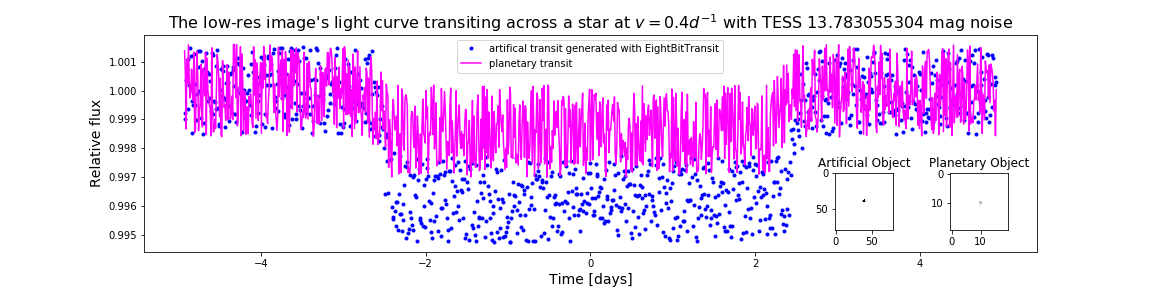 The low-res image's light curve transiting across a star at v = 0.4d⁻¹ with TESS 13.783055304 mag noise
artifical transit generated with EightBitTransit
planetary transit
Relative flux
1.001
1.000
0.999
0.998
0.997
0.996
0.995
Artificial Object
0
50
0 50
Planetary Object
0
10
0 10
−4 −2 0 2 4
Time [days]